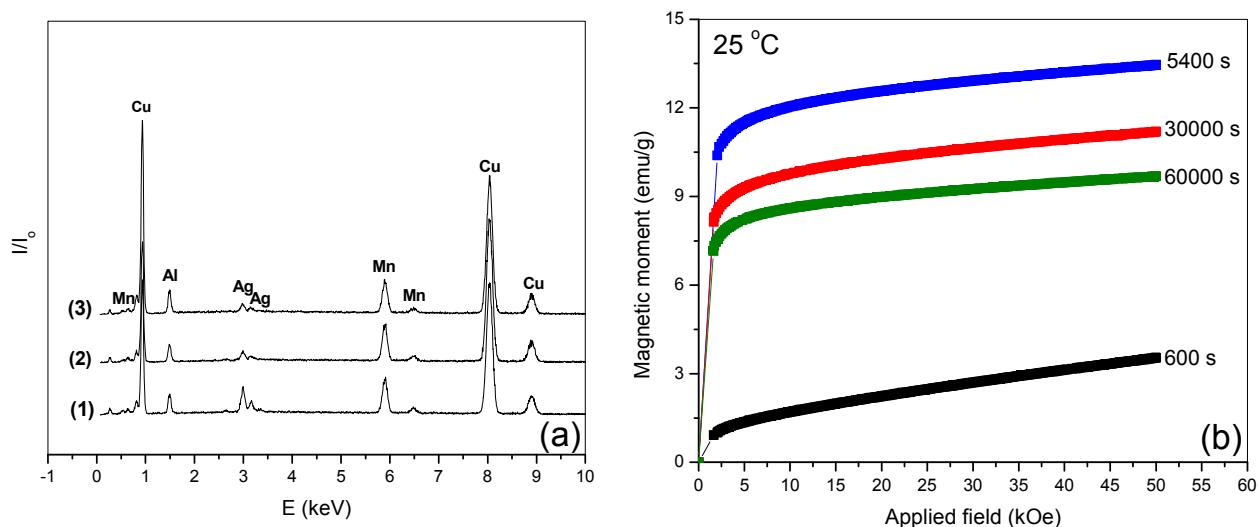 Cu
Cu
Al
Mn
Ag
Ag
Mn
Mn
Cu
(3)
(2)
(1)
(a)
I/Iₒ
-1 0 1 2 3 4 5 6 7 8 9 10
E (keV)
25 °C
5400 s
30000 s
60000 s
600 s
(b)
15
12
9
6
3
0
Magnetic moment (emu/g)
0 5 10 15 20 25 30 35 40 45 50 55 60
Applied field (kOe)